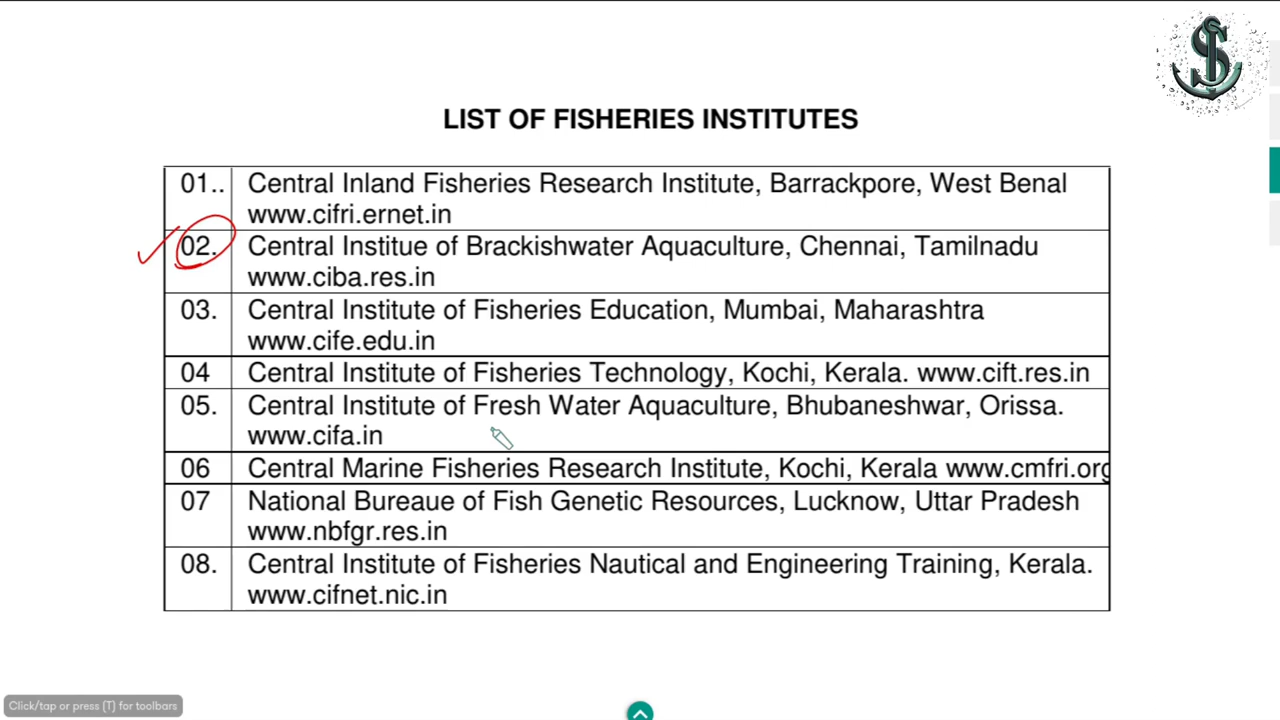 LIST OF FISHERIES INSTITUTES
01.. Central Inland Fisheries Research Institute, Barrackpore, West Benal
www.cifri.ernet.in
02. Central Institue of Brackishwater Aquaculture, Chennai, Tamilnadu
www.ciba.res.in
03. Central Institute of Fisheries Education, Mumbai, Maharashtra
www.cife.edu.in
04 Central Institute of Fisheries Technology, Kochi, Kerala. www.cift.res.in
05. Central Institute of Fresh Water Aquaculture, Bhubaneshwar, Orissa.
www.cifa.in
06 Central Marine Fisheries Research Institute, Kochi, Kerala www.cmfri.org
07 National Bureaue of Fish Genetic Resources, Lucknow, Uttar Pradesh
www.nbfgr.res.in
08. Central Institute of Fisheries Nautical and Engineering Training, Kerala.
www.cifnet.nic.in
Click/tap or press (T) for toolbars